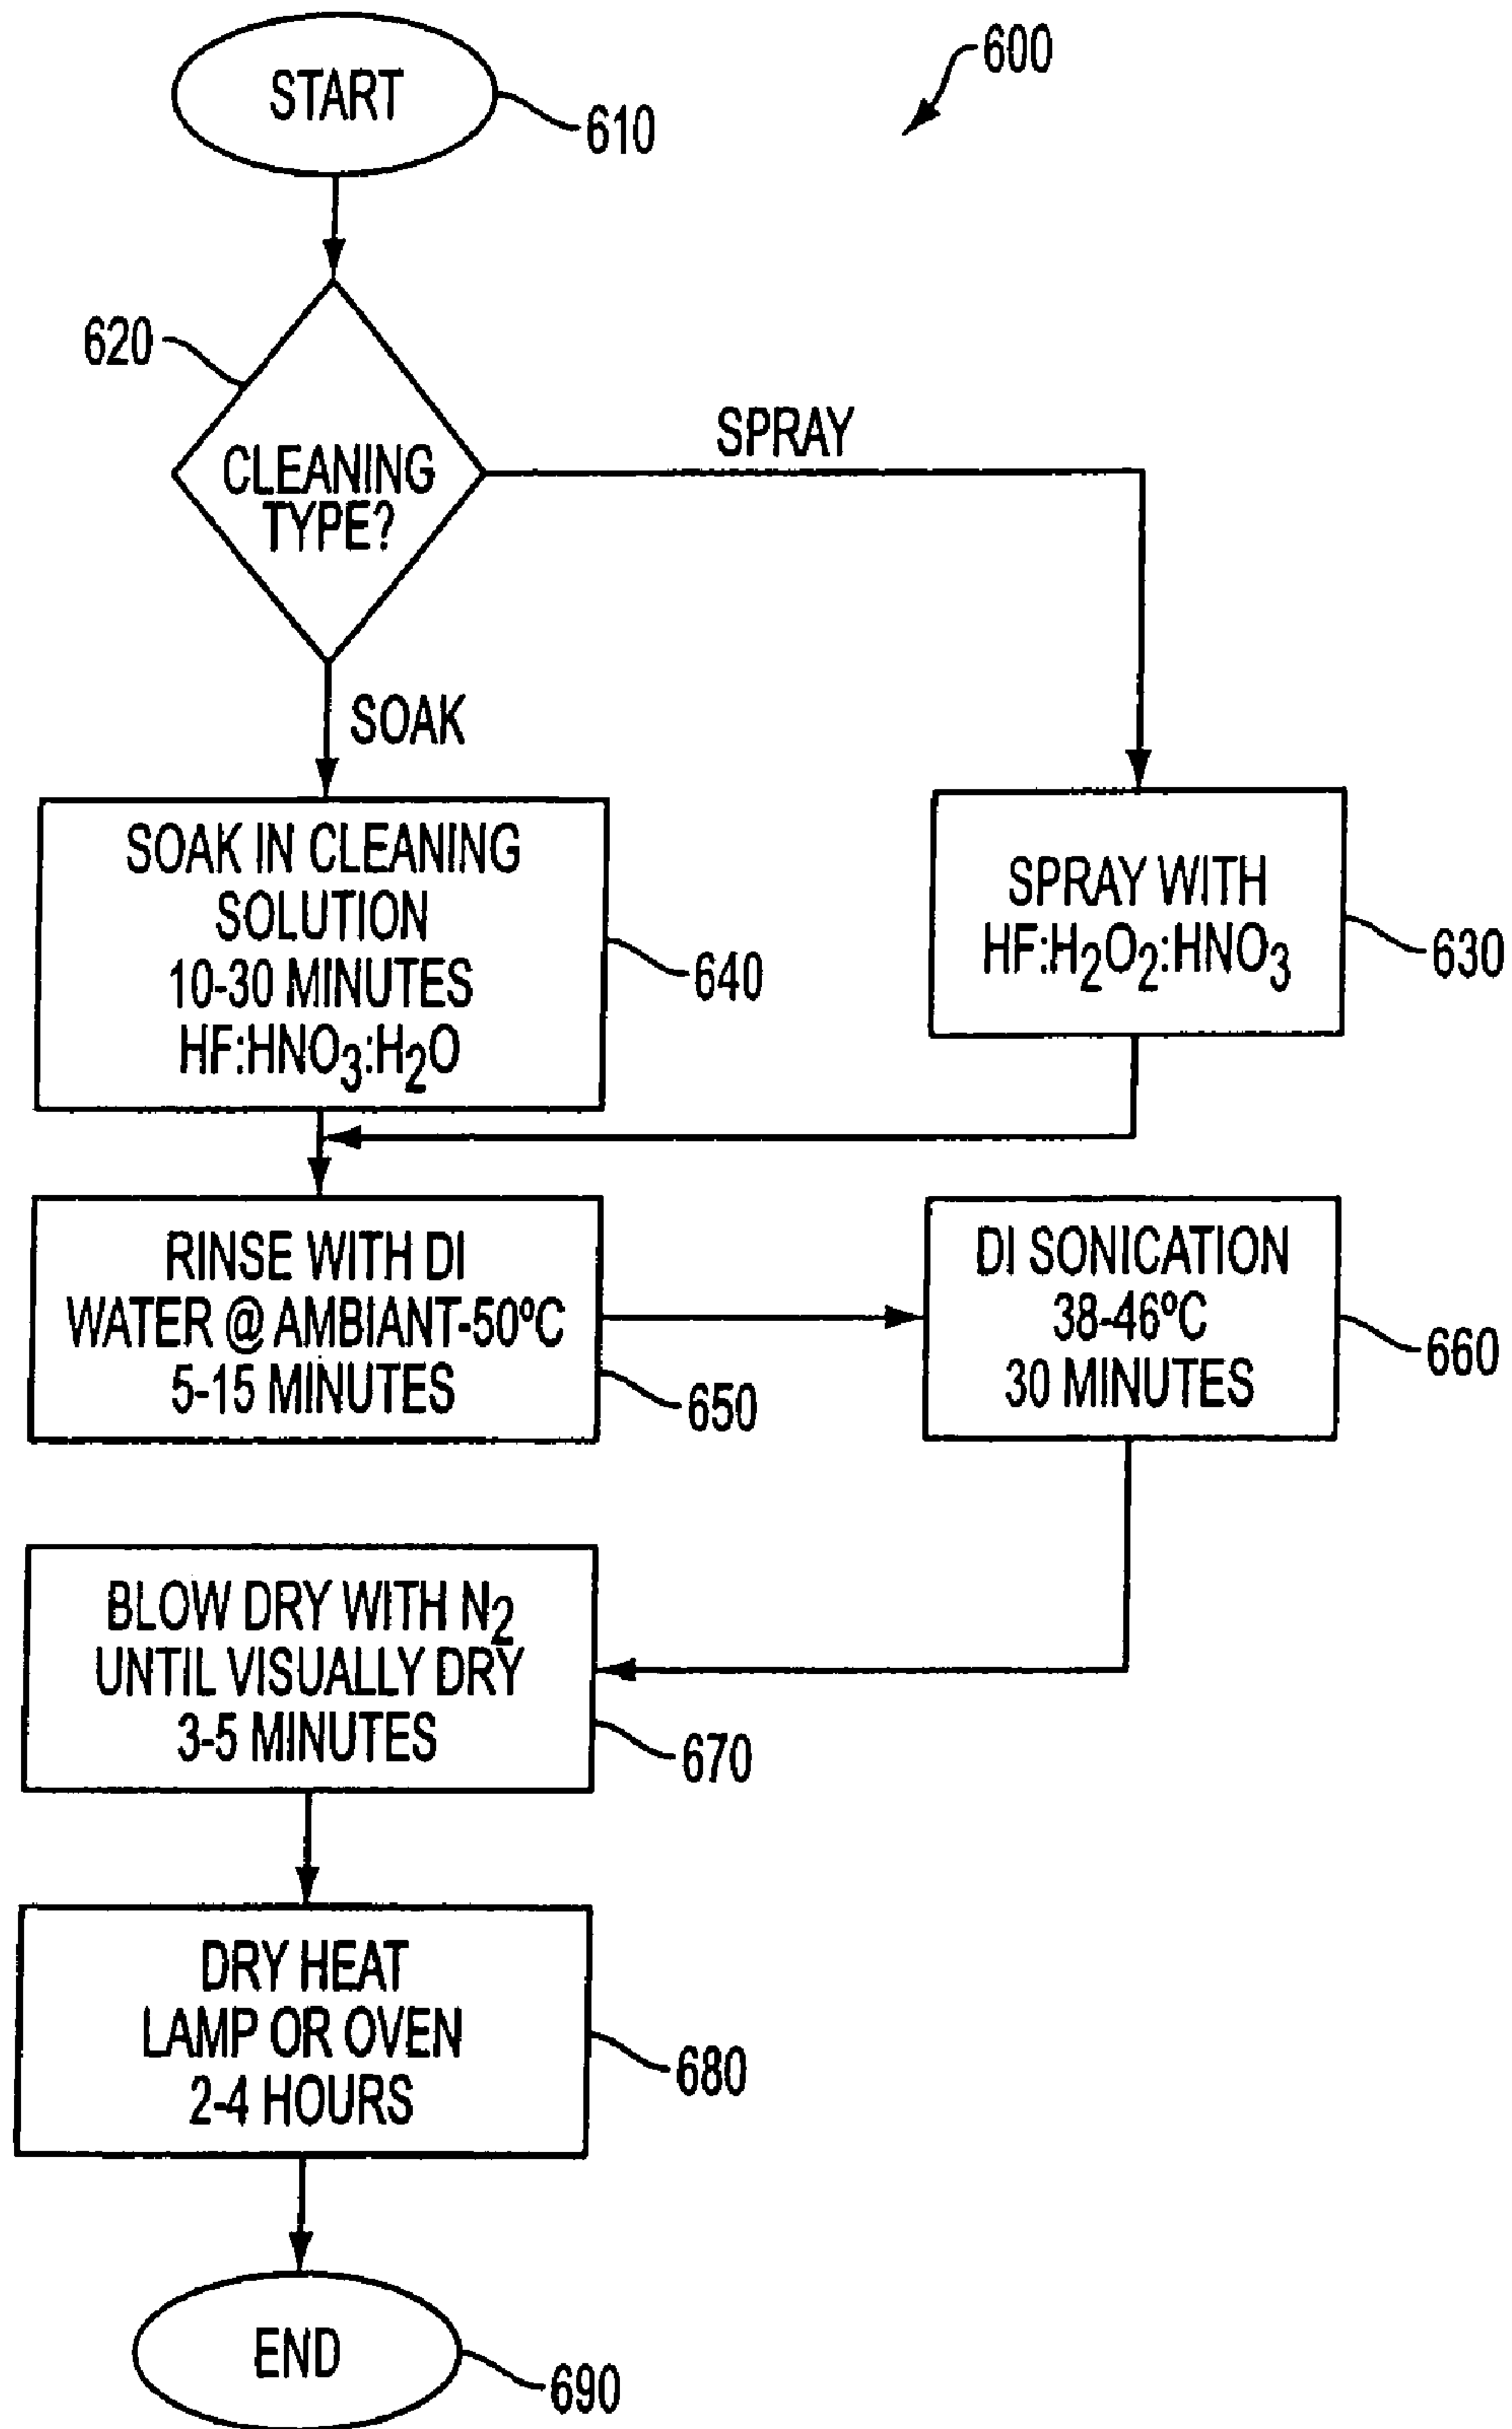 START
610
600
620
CLEANING
TYPE?
SPRAY
SOAK
SOAK IN CLEANING
SOLUTION
10-30 MINUTES
HF:HNO3:H2O
640
SPRAY WITH
HF:H2O2:HNO3
630
RINSE WITH DI
WATER @ AMBIANT-50ºC
5-15 MINUTES
650
DI SONICATION
38-46ºC
30 MINUTES
660
BLOW DRY WITH N2
UNTIL VISUALLY DRY
3-5 MINUTES
670
DRY HEAT
LAMP OR OVEN
2-4 HOURS
680
END
690